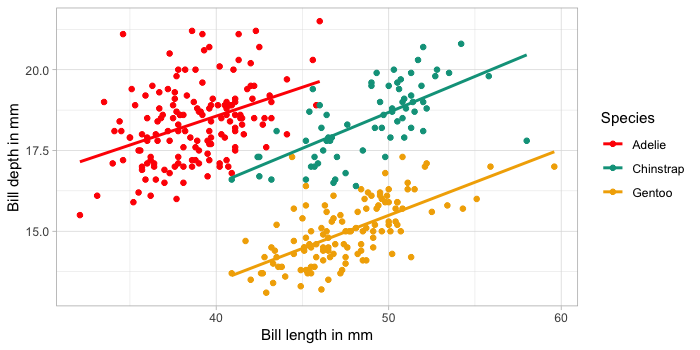 20.0
17.5
15.0
Bill depth in mm
40
50
60
Bill length in mm
Species
Adelie
Chinstrap
Gentoo